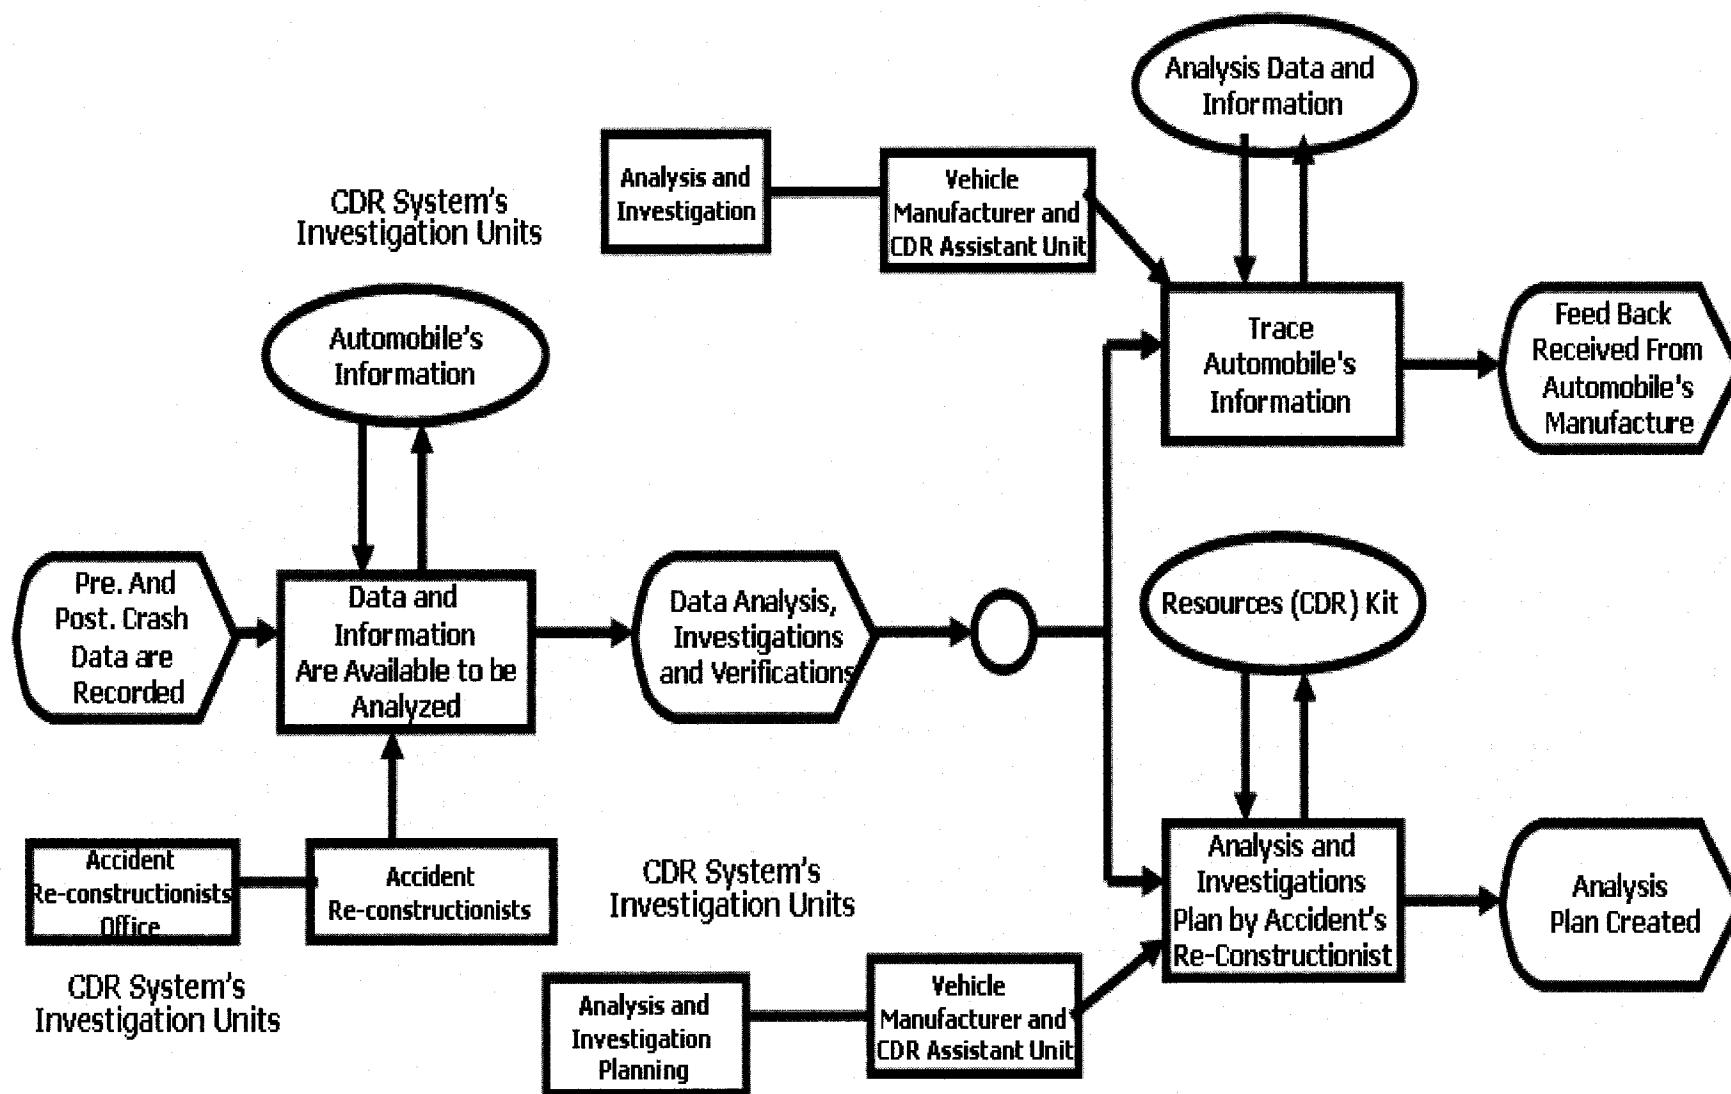 Analysis Data and
Information
Analysis and
Investigation
Vehicle
Manufacturer and
CDR Assistant Unit
CDR System's
Investigation Units
Automobile's
Information
Trace
Automobile's
Information
Feed Back
Received From
Automobile's
Manufacture
Pre. And
Post. Crash
Data are
Recorded
Data and
Information
Are Available to be
Analyzed
Data Analysis,
Investigations
and Verifications
Resources (CDR) Kit
Accident
Re-constructionists
Office
Accident
Re-constructionists
CDR System's
Investigation Units
Analysis and
Investigations
Plan by Accident's
Re-Constructionist
Analysis
Plan Created
CDR System's
Investigation Units
Analysis and
Investigation
Planning
Vehicle
Manufacturer and
CDR Assistant Unit